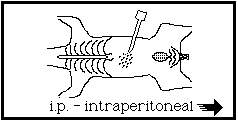 i.p. - intraperitoneal